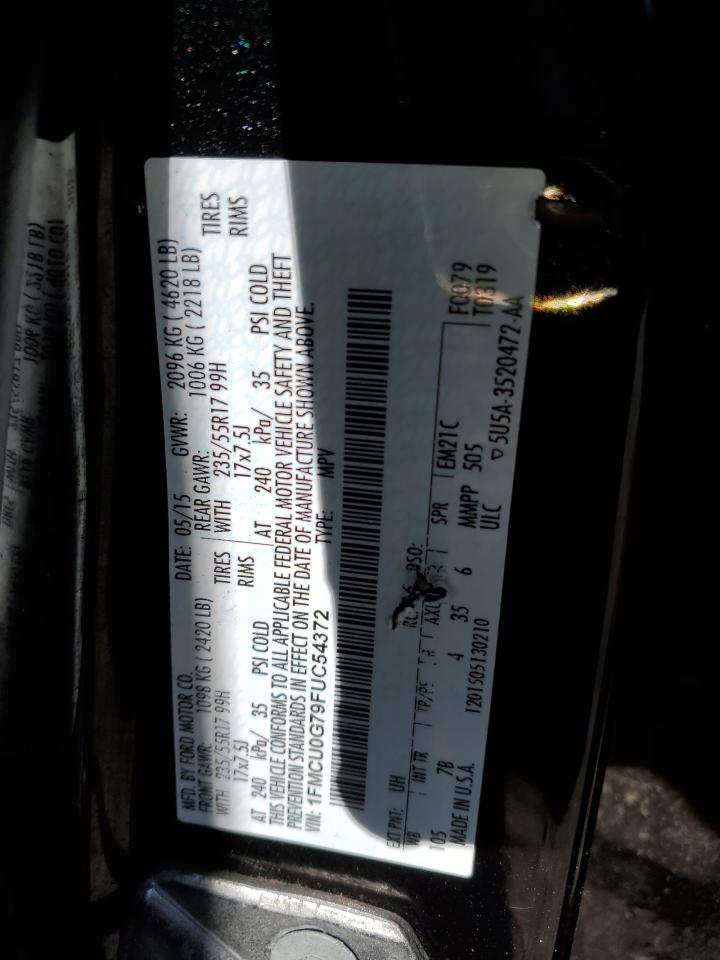 MFD. BY FORD MOTOR CO.
DATE: 05/15 GVWR: 2096 KG ( 4620 LB)
FRONT GAWR: 1098 KG ( 2420 LB) REAR GAWR: 1006 KG ( 2218 LB)
WITH 235/55R17 99H TIRES WITH 235/55R17 99H TIRES
17x7.5J RIMS 17x7.5J RIMS
AT 240 kPa/ 35 PSI COLD AT 240 kPa/ 35 PSI COLD
THIS VEHICLE CONFORMS TO ALL APPLICABLE FEDERAL MOTOR VEHICLE SAFETY AND THEFT
PREVENTION STANDARDS IN EFFECT ON THE DATE OF MANUFACTURE SHOWN ABOVE.
VIN: 1FMCU0G79FUC54372 TYPE: MPV
EXT PNT: UH DSO:
WB INT TR TP/PS R SPR EM21C F0079
105 7B 4 35 6 MMPP 505 T0319
MADE IN U.S.A. ULC
1201505130210 5U5A-3520472-AA